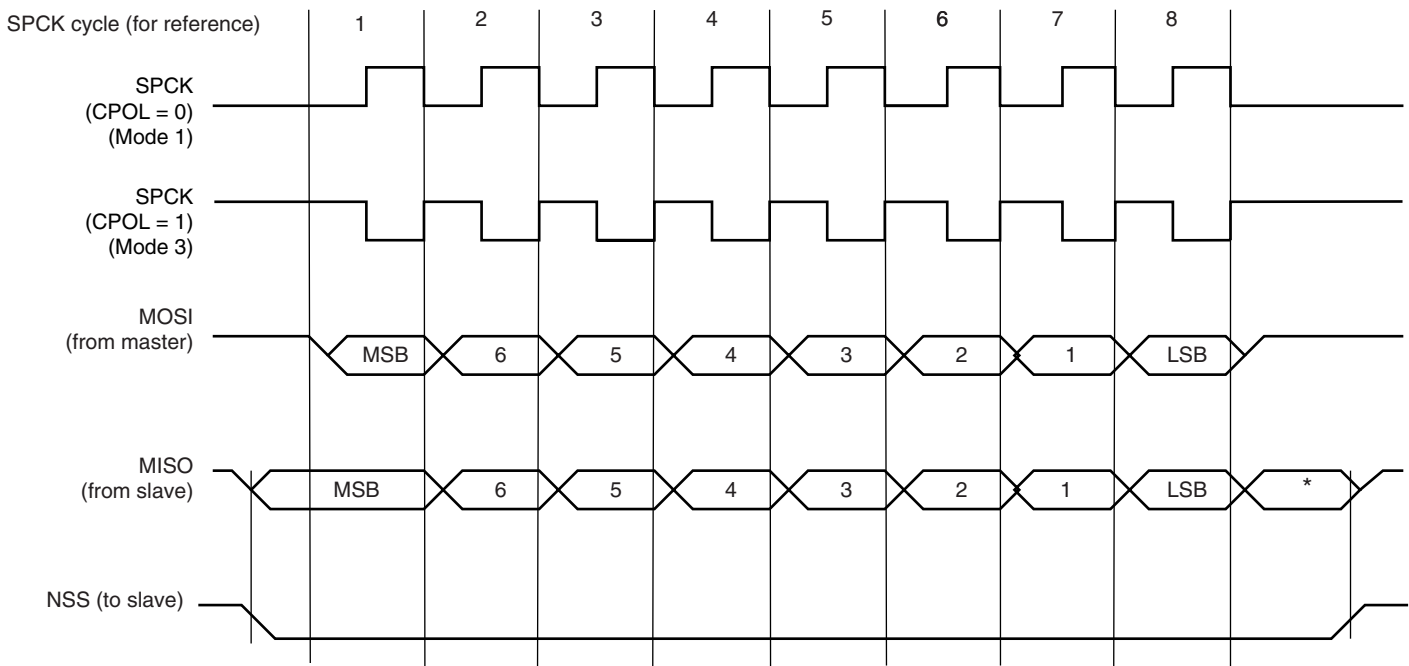 SPCK cycle (for reference) 1 2 3 4 5 6 7 8
SPCK
(CPOL = 0)
(Mode 1)
SPCK
(CPOL = 1)
(Mode 3)
MOSI
(from master)
MSB 6 5 4 3 2 1 LSB
MISO
(from slave)
MSB 6 5 4 3 2 1 LSB *
NSS (to slave)